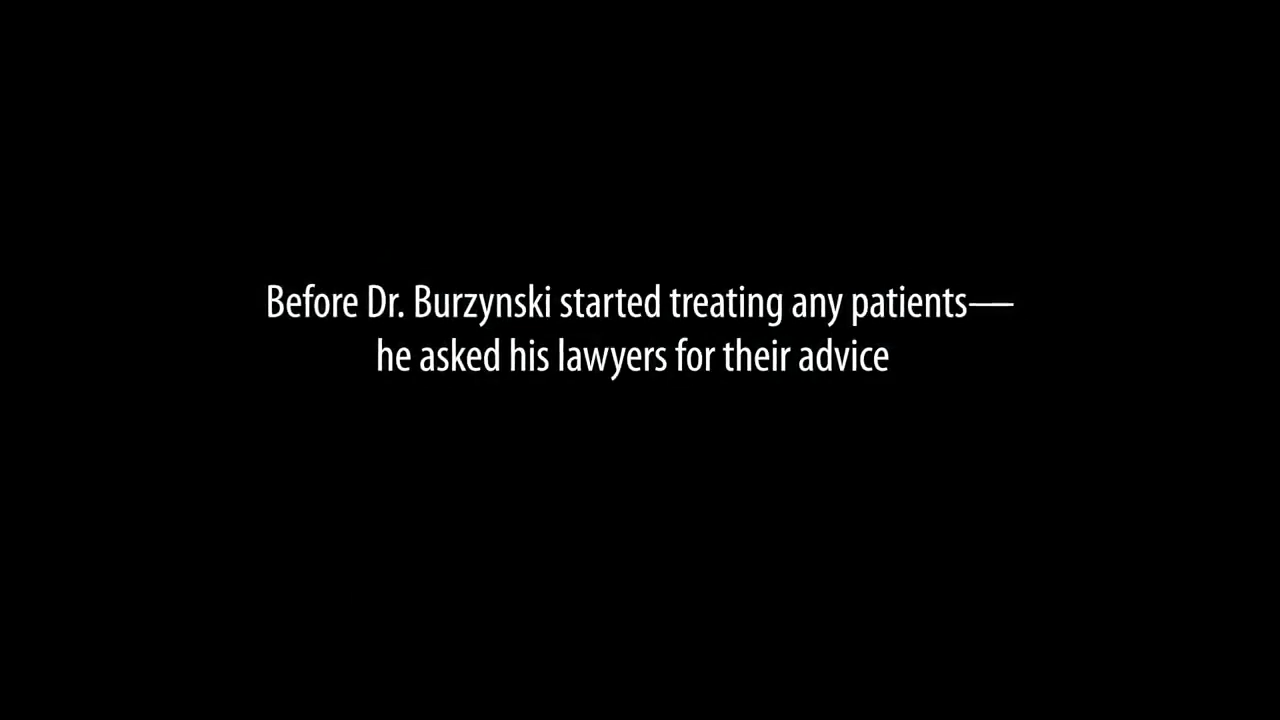 Before Dr. Burzynski started treating any patients—
he asked his lawyers for their advice